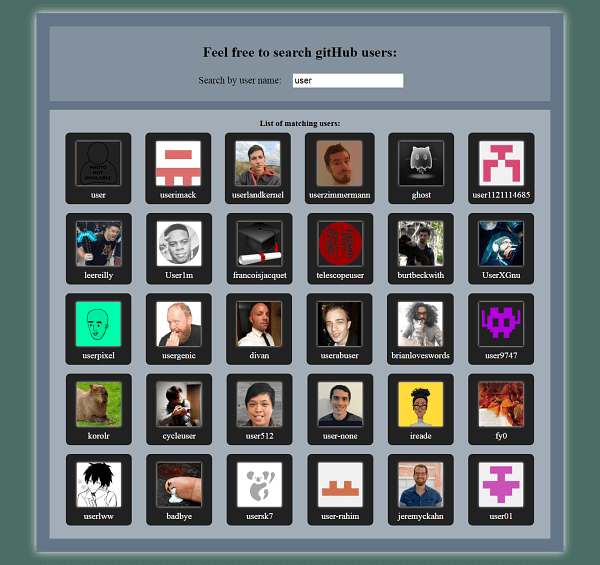 Feel free to search gitHub users:
Search by user name: user
List of matching users:
PHOTO
NOT
AVAILABLE
user userimack userlandkernel userzimmermann ghost user1121114685
leereilly User1m francoisjacquet telescopeuser burtbeckwith UserXGnu
userpixel usergenic divan userabuser brianloveswords user9747
korolr cycleuser user512 user-none ireade fy0
userlww badbye usersk7 user-rahim jeremyckahn user01